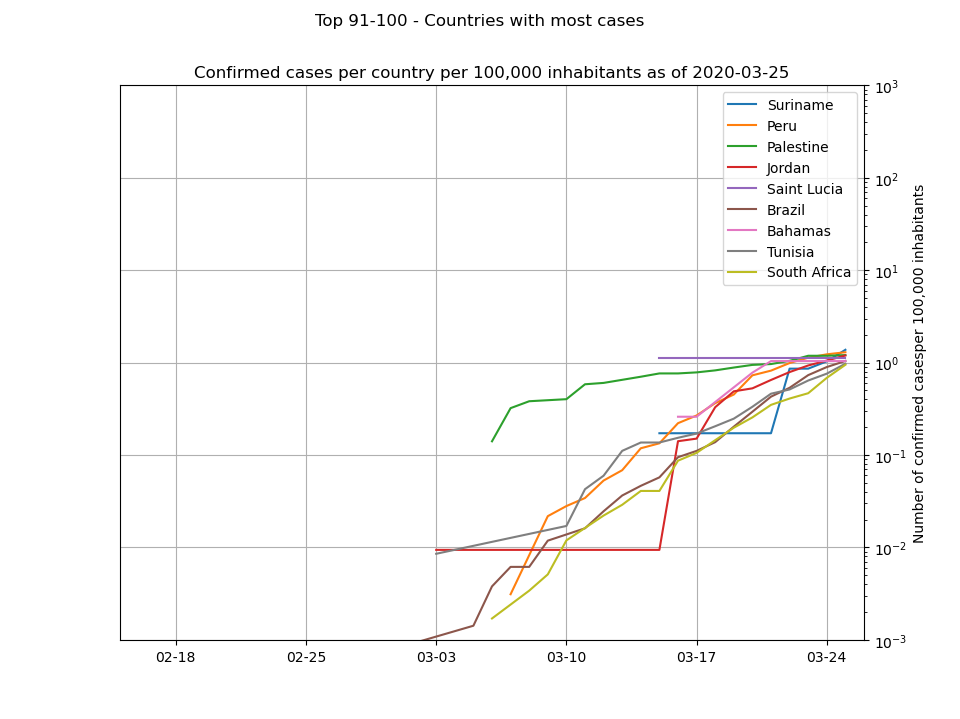 Top 91-100 - Countries with most cases
Confirmed cases per country per 100,000 inhabitants as of 2020-03-25
Suriname
Peru
Palestine
Jordan
Saint Lucia
Brazil
Bahamas
Tunisia
South Africa
10³
10²
10¹
10⁰
10⁻¹
10⁻²
10⁻³
Number of confirmed casesper 100,000 inhabitants
02-18 02-25 03-03 03-10 03-17 03-24